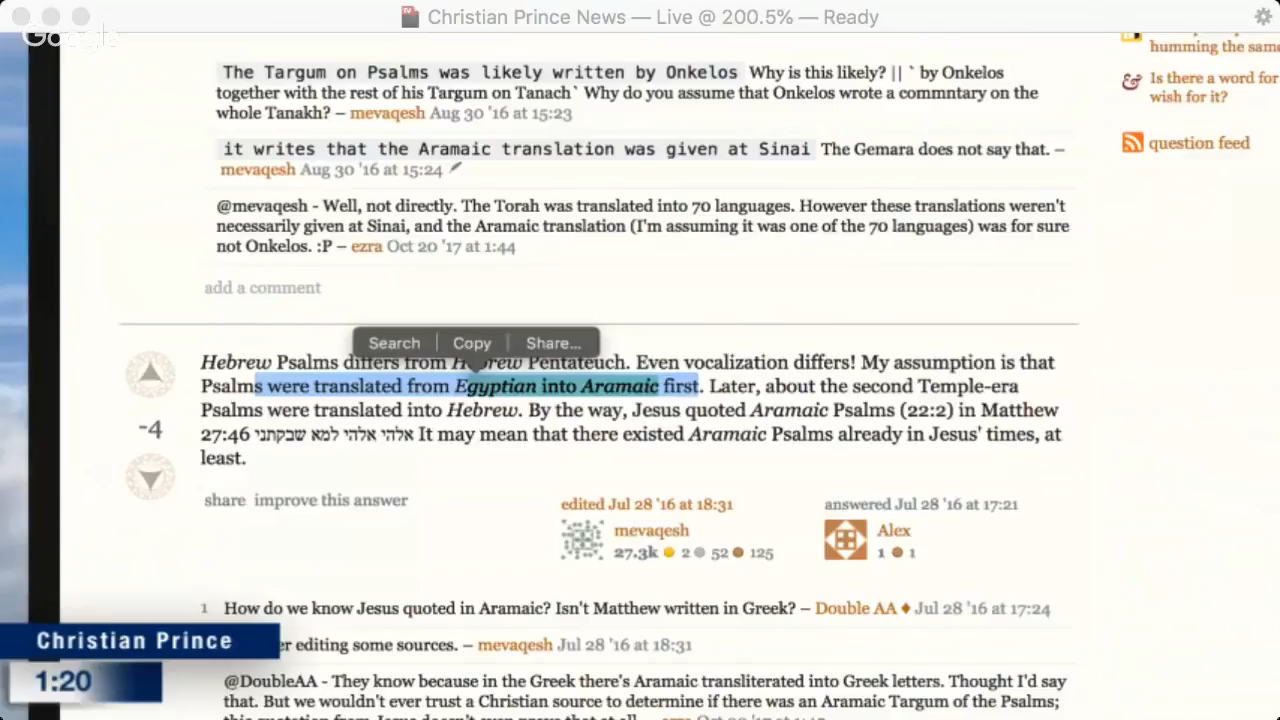 Christian Prince News — Live @ 200.5% — Ready
Google
humming the same
The Targum on Psalms was likely written by Onkelos Why is this likely? || ` by Onkelos
together with the rest of his Targum on Tanach` Why do you assume that Onkelos wrote a commntary on the
whole Tanakh? – mevaqesh Aug 30 '16 at 15:23
Is there a word for
wish for it?
question feed
it writes that the Aramaic translation was given at Sinai The Gemara does not say that. –
mevaqesh Aug 30 '16 at 15:24
@mevaqesh - Well, not directly. The Torah was translated into 70 languages. However these translations weren't
necessarily given at Sinai, and the Aramaic translation (I'm assuming it was one of the 70 languages) was for sure
not Onkelos. :P – ezra Oct 20 '17 at 1:44
add a comment
Search Copy Share...
Hebrew Psalms differs from Hebrew Pentateuch. Even vocalization differs! My assumption is that
Psalms were translated from Egyptian into Aramaic first. Later, about the second Temple-era
Psalms were translated into Hebrew. By the way, Jesus quoted Aramaic Psalms (22:2) in Matthew
27:46 אלהי אלהי למא שבקתני It may mean that there existed Aramaic Psalms already in Jesus' times, at
least.
-4
share improve this answer
edited Jul 28 '16 at 18:31
mevaqesh
27.3k 2 52 125
answered Jul 28 '16 at 17:21
Alex
1 1
1 How do we know Jesus quoted in Aramaic? Isn't Matthew written in Greek? – Double AA ♦ Jul 28 '16 at 17:24
er editing some sources. – mevaqesh Jul 28 '16 at 18:31
@DoubleAA - They know because in the Greek there's Aramaic transliterated into Greek letters. Thought I'd say
that. But we wouldn't ever trust a Christian source to determine if there was an Aramaic Targum of the Psalms;
Christian Prince
1:20